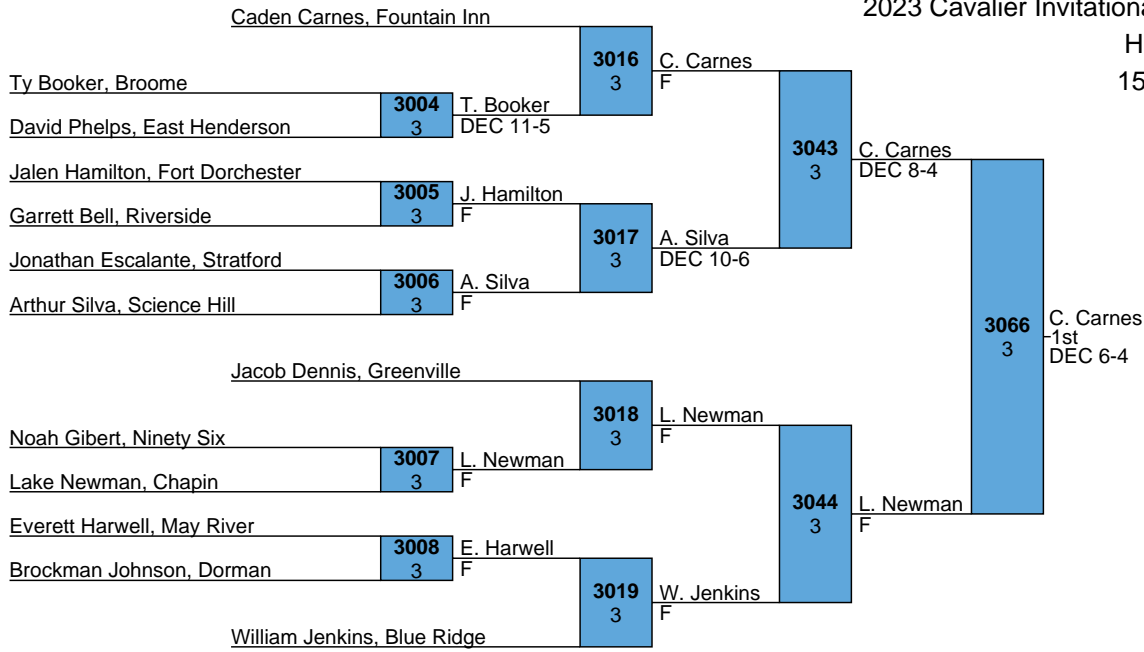 2023 Cavalier Invitationa
H
15
Caden Carnes, Fountain Inn
3016
3
C. Carnes
F
Ty Booker, Broome
3004
3
T. Booker
DEC 11-5
David Phelps, East Henderson
3043
3
C. Carnes
DEC 8-4
Jalen Hamilton, Fort Dorchester
3005
3
J. Hamilton
F
Garrett Bell, Riverside
3017
3
A. Silva
DEC 10-6
Jonathan Escalante, Stratford
3006
3
A. Silva
F
Arthur Silva, Science Hill
3066
3
C. Carnes
1st
DEC 6-4
Jacob Dennis, Greenville
3018
3
L. Newman
F
Noah Gibert, Ninety Six
3007
3
L. Newman
F
Lake Newman, Chapin
3044
3
L. Newman
F
Everett Harwell, May River
3008
3
E. Harwell
F
Brockman Johnson, Dorman
3019
3
W. Jenkins
F
William Jenkins, Blue Ridge